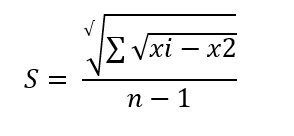 S = √√∑ √xi − x2
n − 1